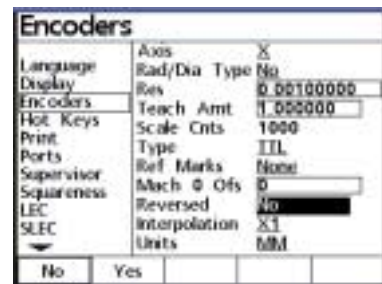 Encoders
Language
Display
Encoders
Hot Keys
Print
Ports
Supervisor
Squareness
LEC
SLEC
Axis X
Rad/Dia Type No
Res 0.00100000
Teach Amt 1.000000
Scale Cnts 1000
Type TTL
Ref Marks None
Mach 0 Ofs 0
Reversed No
Interpolation X1
Units MM
No Yes